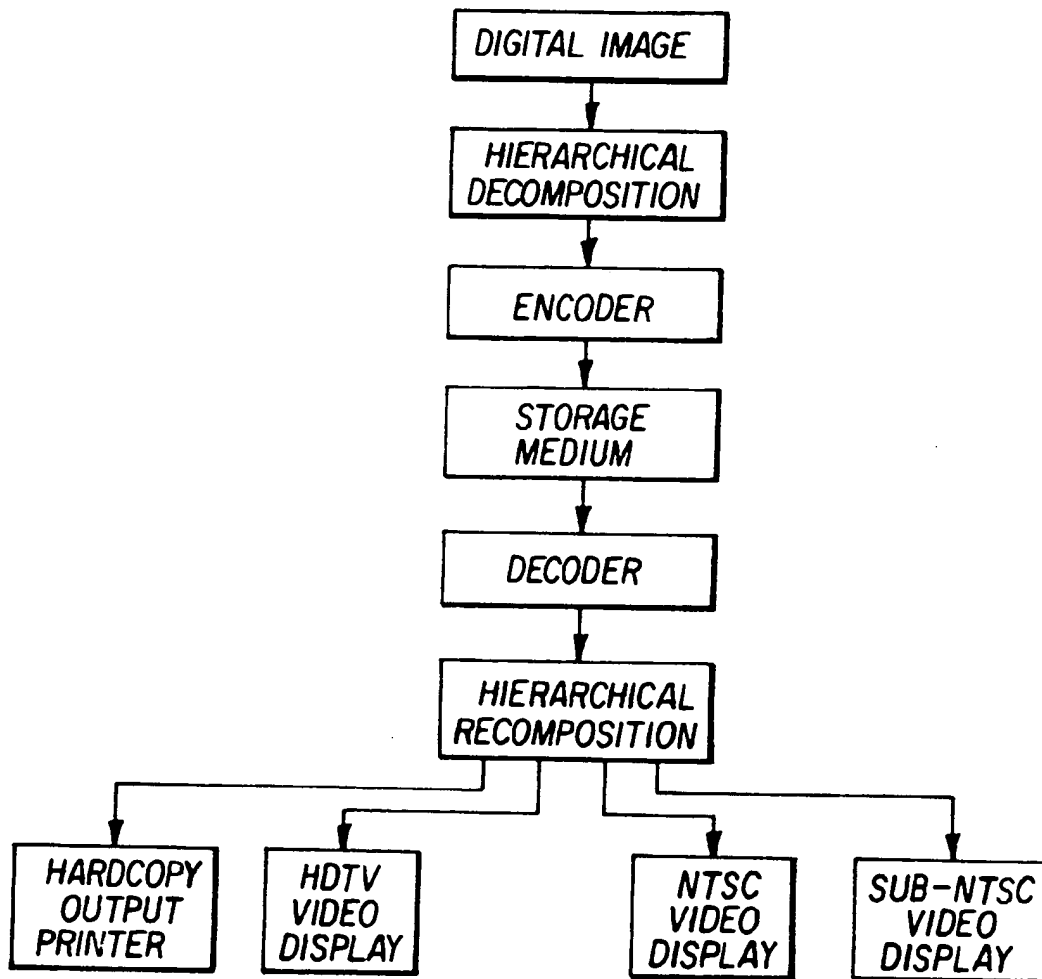 DIGITAL IMAGE
HIERARCHICAL
DECOMPOSITION
ENCODER
STORAGE
MEDIUM
DECODER
HIERARCHICAL
RECOMPOSITION
HARDCOPY
OUTPUT
PRINTER
HDTV
VIDEO
DISPLAY
NTSC
VIDEO
DISPLAY
SUB-NTSC
VIDEO
DISPLAY